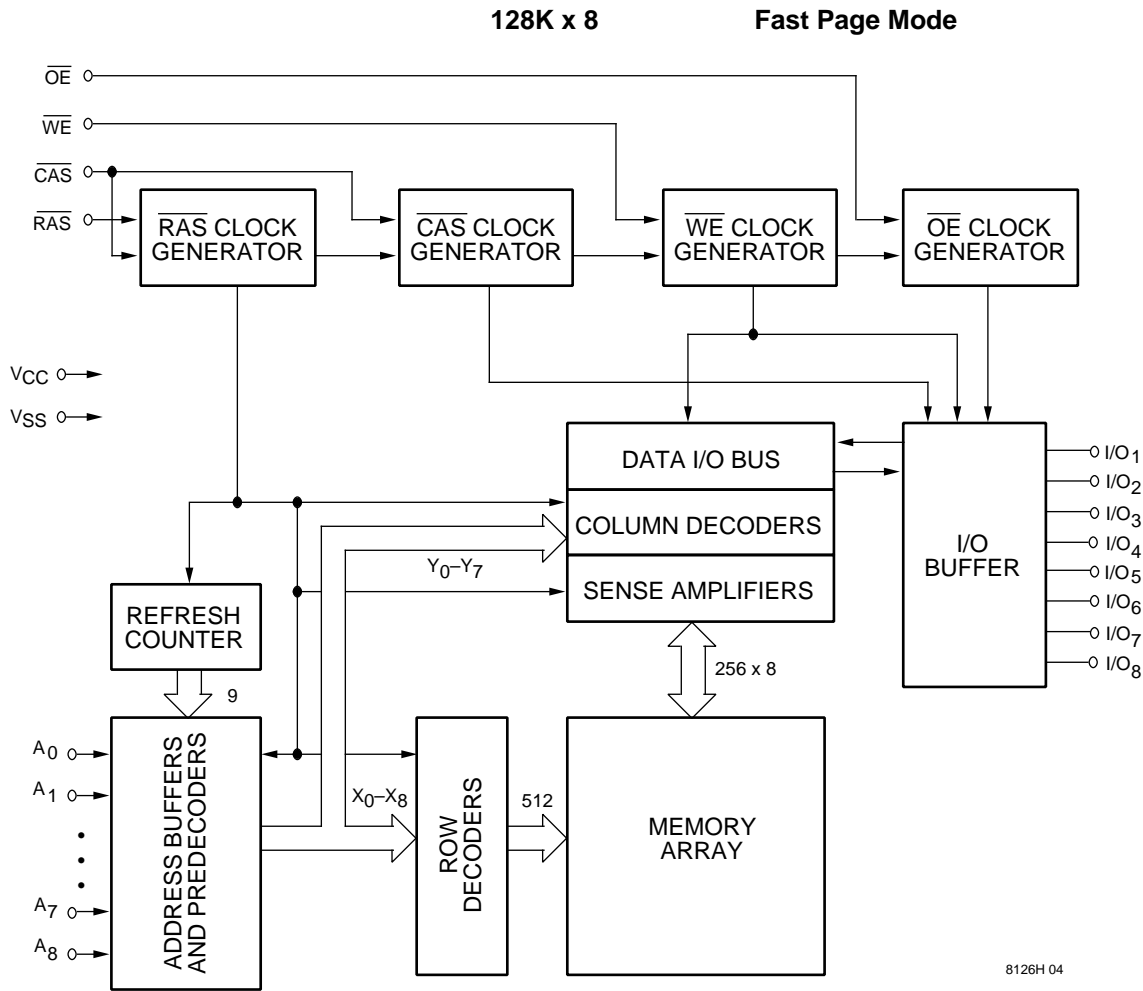 128K x 8 Fast Page Mode
OE
WE
CAS
RAS
RAS CLOCK
GENERATOR
CAS CLOCK
GENERATOR
WE CLOCK
GENERATOR
OE CLOCK
GENERATOR
VCC
VSS
DATA I/O BUS
COLUMN DECODERS
SENSE AMPLIFIERS
Y0–Y7
I/O
BUFFER
I/O1
I/O2
I/O3
I/O4
I/O5
I/O6
I/O7
I/O8
REFRESH
COUNTER
9
256 x 8
A0
A1
A7
A8
ADDRESS BUFFERS
AND PREDECODERS
X0–X8
ROW
DECODERS
512
MEMORY
ARRAY
8126H 04